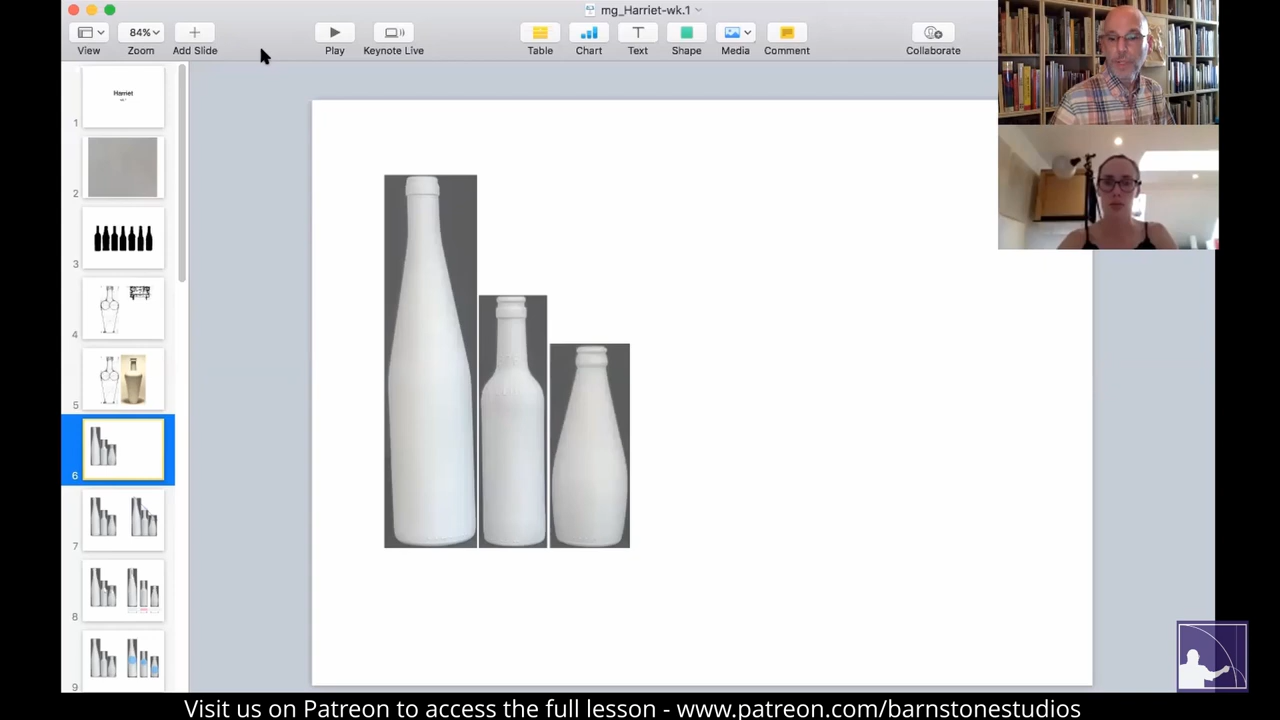 mg_Harriet-wk.1
84%
View
Zoom
Add Slide
Play
Keynote Live
Table
Chart
Text
Shape
Media
Comment
Collaborate
Harriet
1
2
3
4
5
6
7
8
9
Visit us on Patreon to access the full lesson - www.patreon.com/barnstonestudios